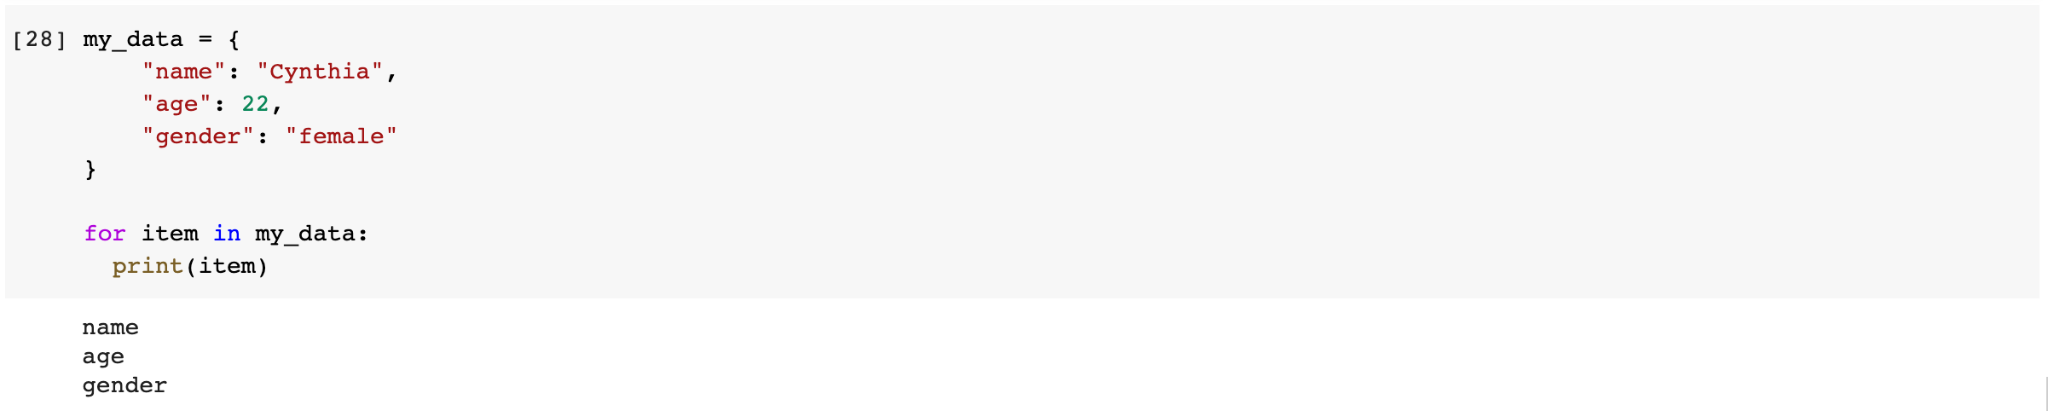 [28] my_data = {
"name": "Cynthia",
"age": 22,
"gender": "female"
}
for item in my_data:
print(item)
name
age
gender